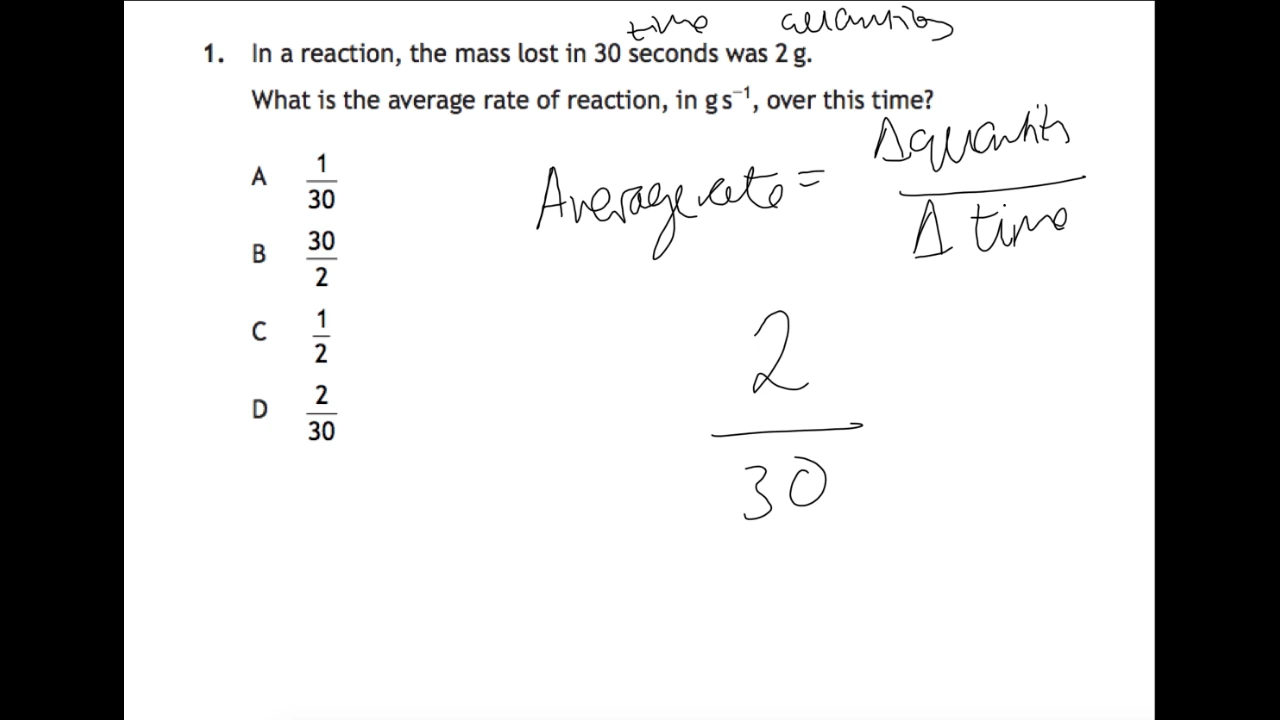 time quantity
1. In a reaction, the mass lost in 30 seconds was 2 g.
What is the average rate of reaction, in g s⁻¹, over this time?
Δquantity
Average rate =
Δ time
A 1/30
B 30/2
C 1/2
D 2/30
2
30